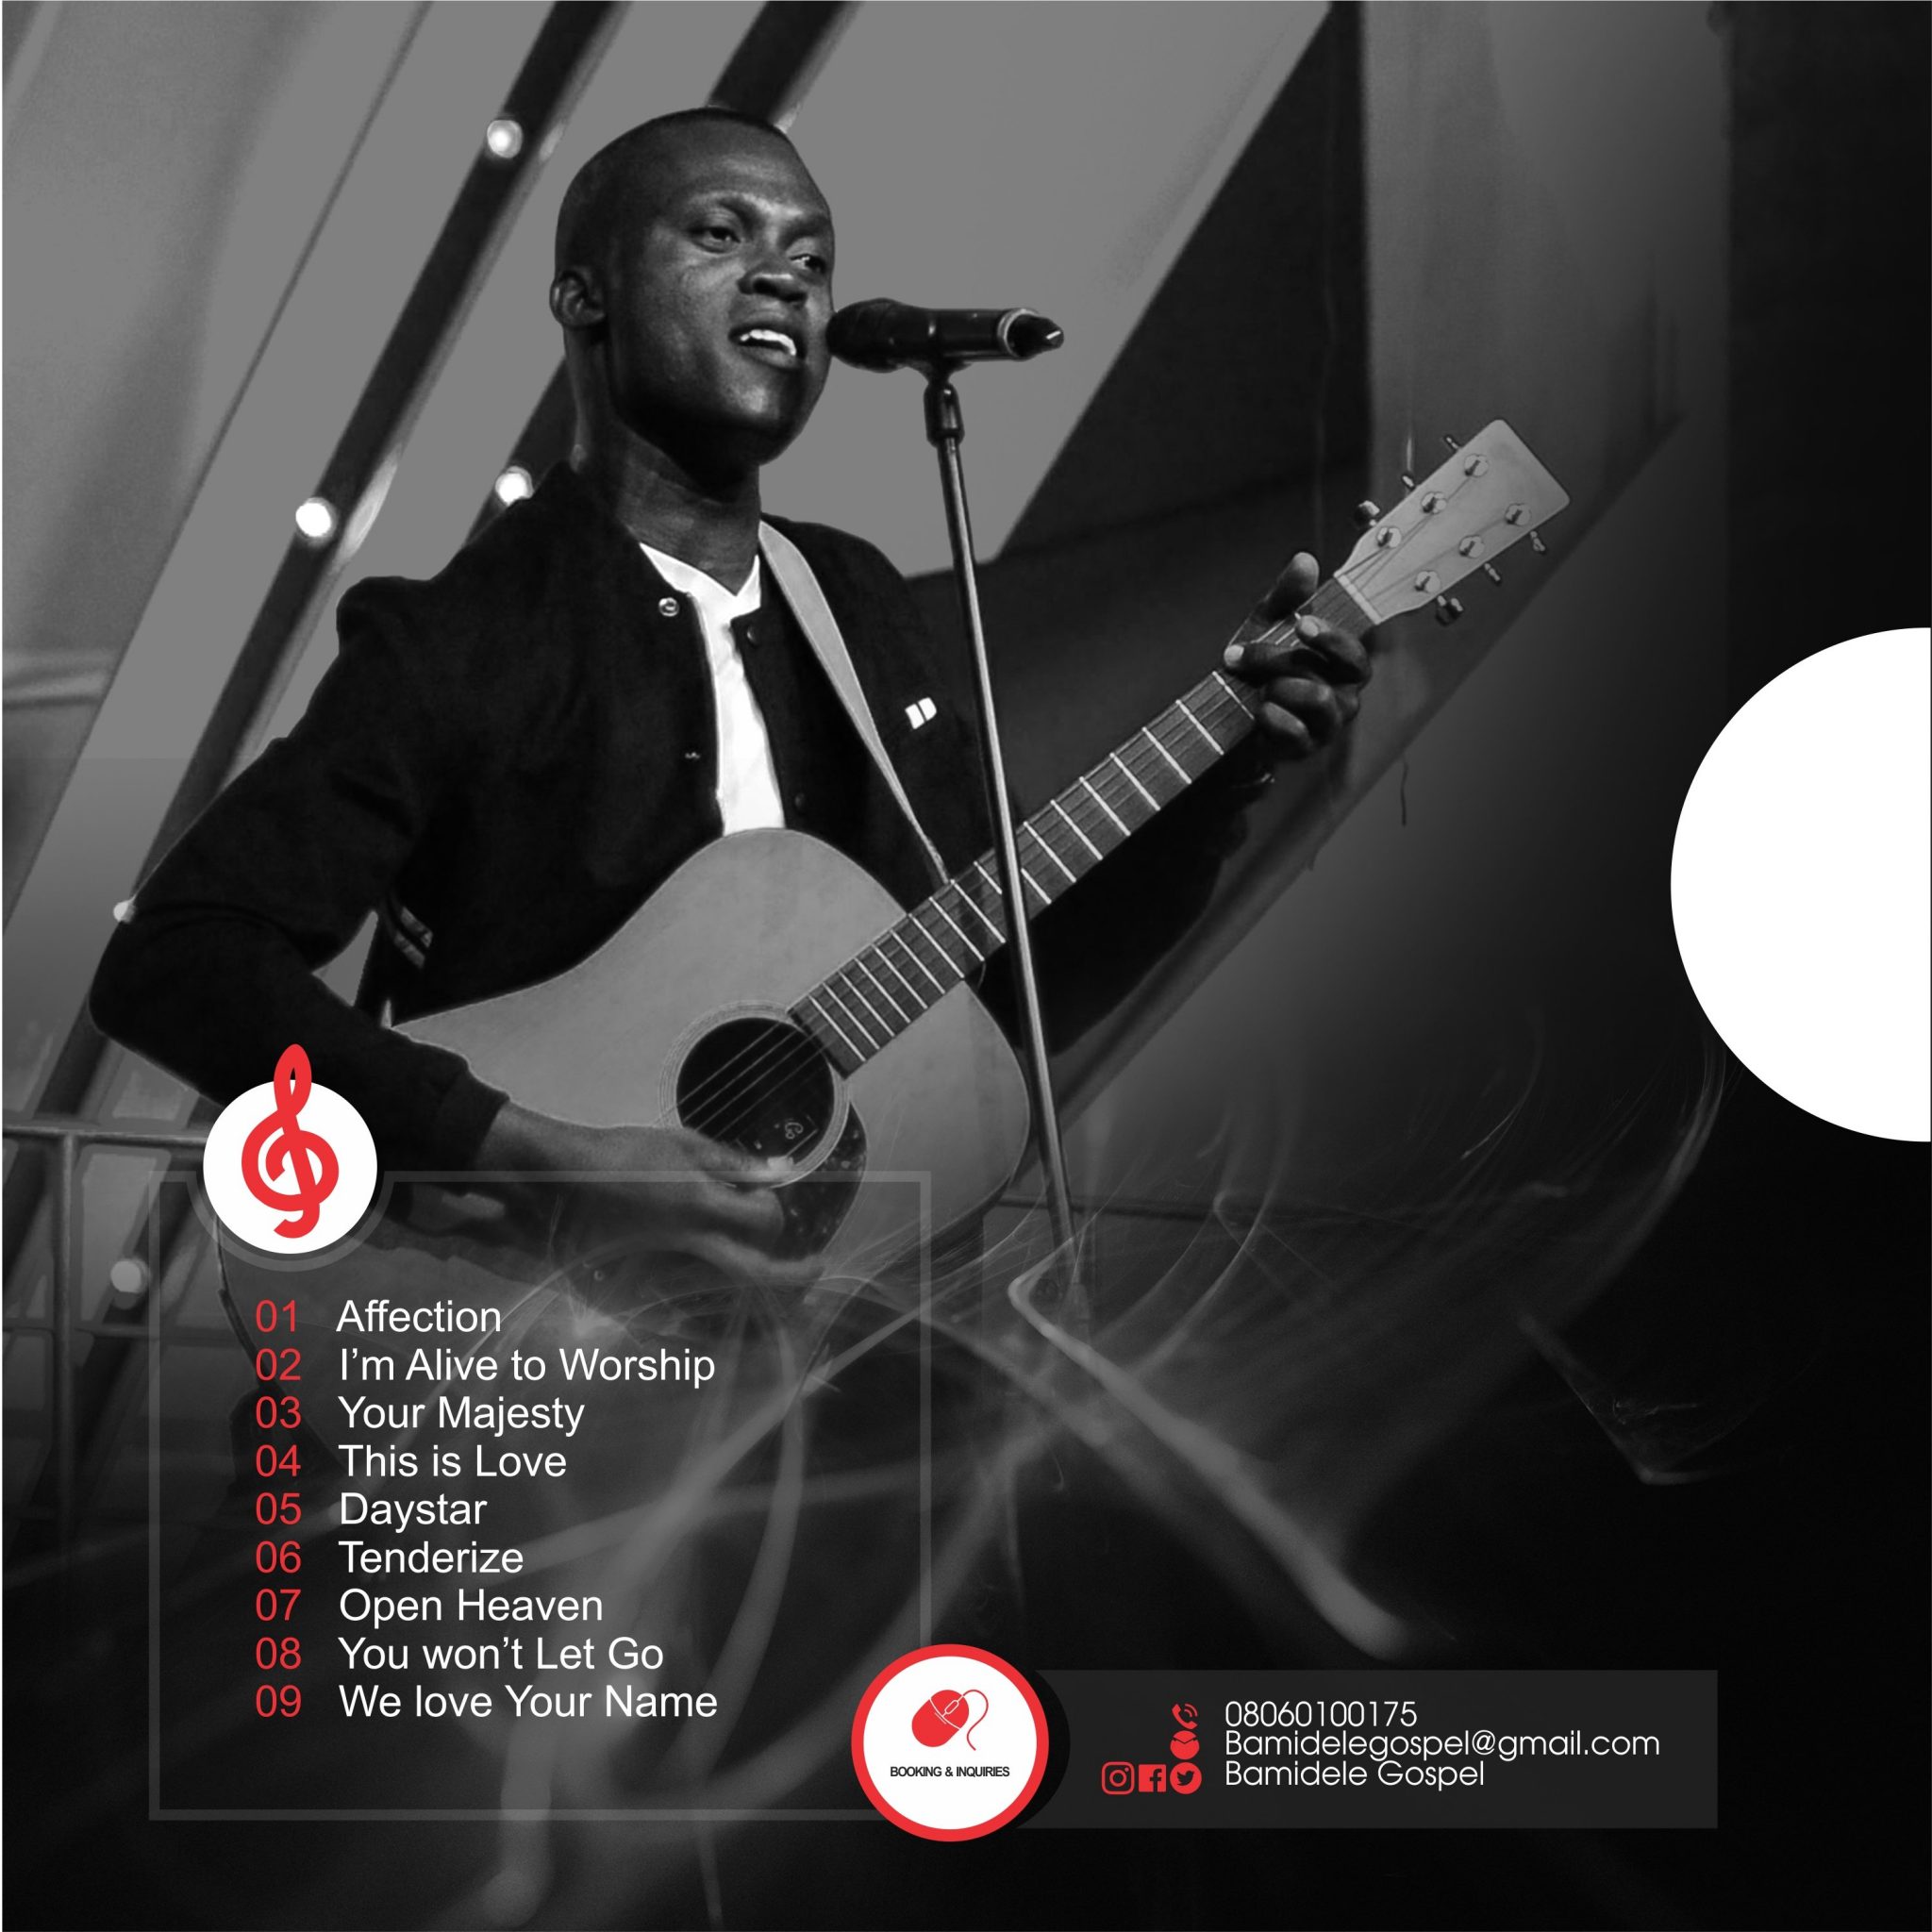 01 Affection
02 I'm Alive to Worship
03 Your Majesty
04 This is Love
05 Daystar
06 Tenderize
07 Open Heaven
08 You won't Let Go
09 We love Your Name
BOOKING & INQUIRIES
08060100175
Bamidelegospel@gmail.com
Bamidele Gospel